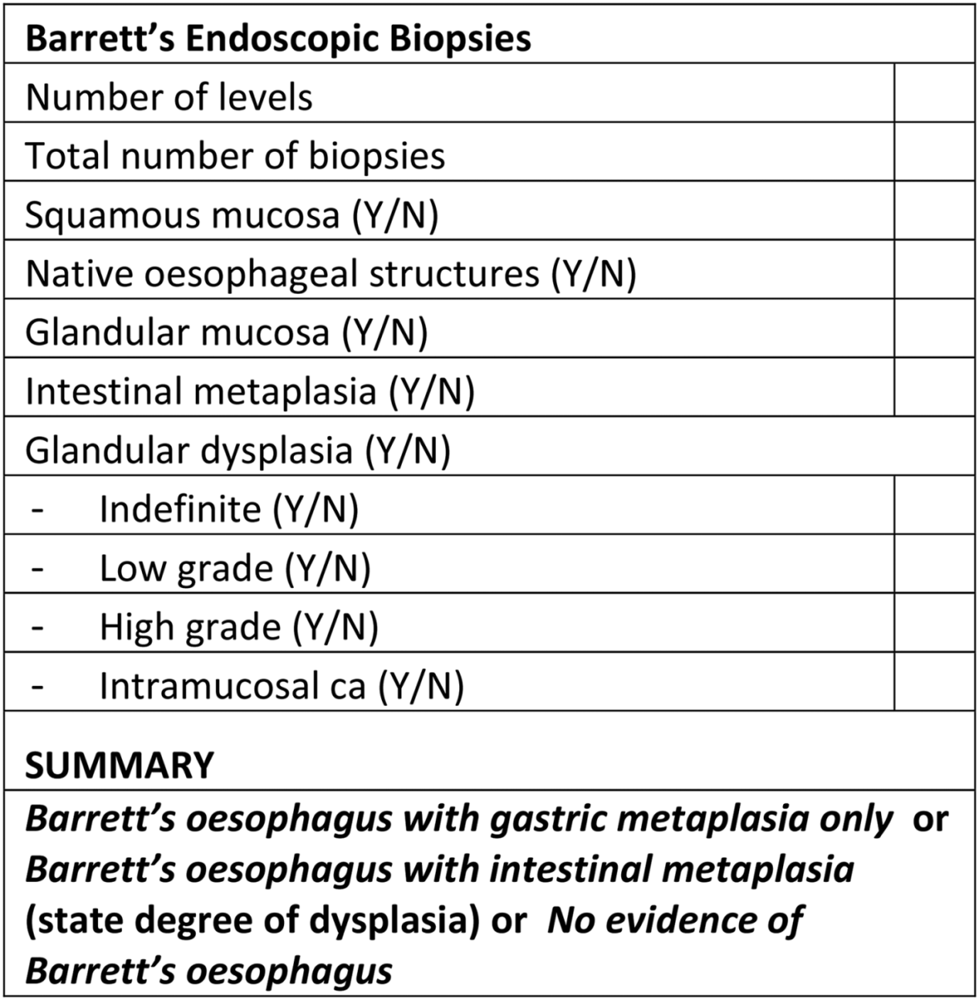 Barrett’s Endoscopic Biopsies
Number of levels
Total number of biopsies
Squamous mucosa (Y/N)
Native oesophageal structures (Y/N)
Glandular mucosa (Y/N)
Intestinal metaplasia (Y/N)
Glandular dysplasia (Y/N)
- Indefinite (Y/N)
- Low grade (Y/N)
- High grade (Y/N)
- Intramucosal ca (Y/N)
SUMMARY
Barrett’s oesophagus with gastric metaplasia only or
Barrett’s oesophagus with intestinal metaplasia
(state degree of dysplasia) or No evidence of
Barrett’s oesophagus